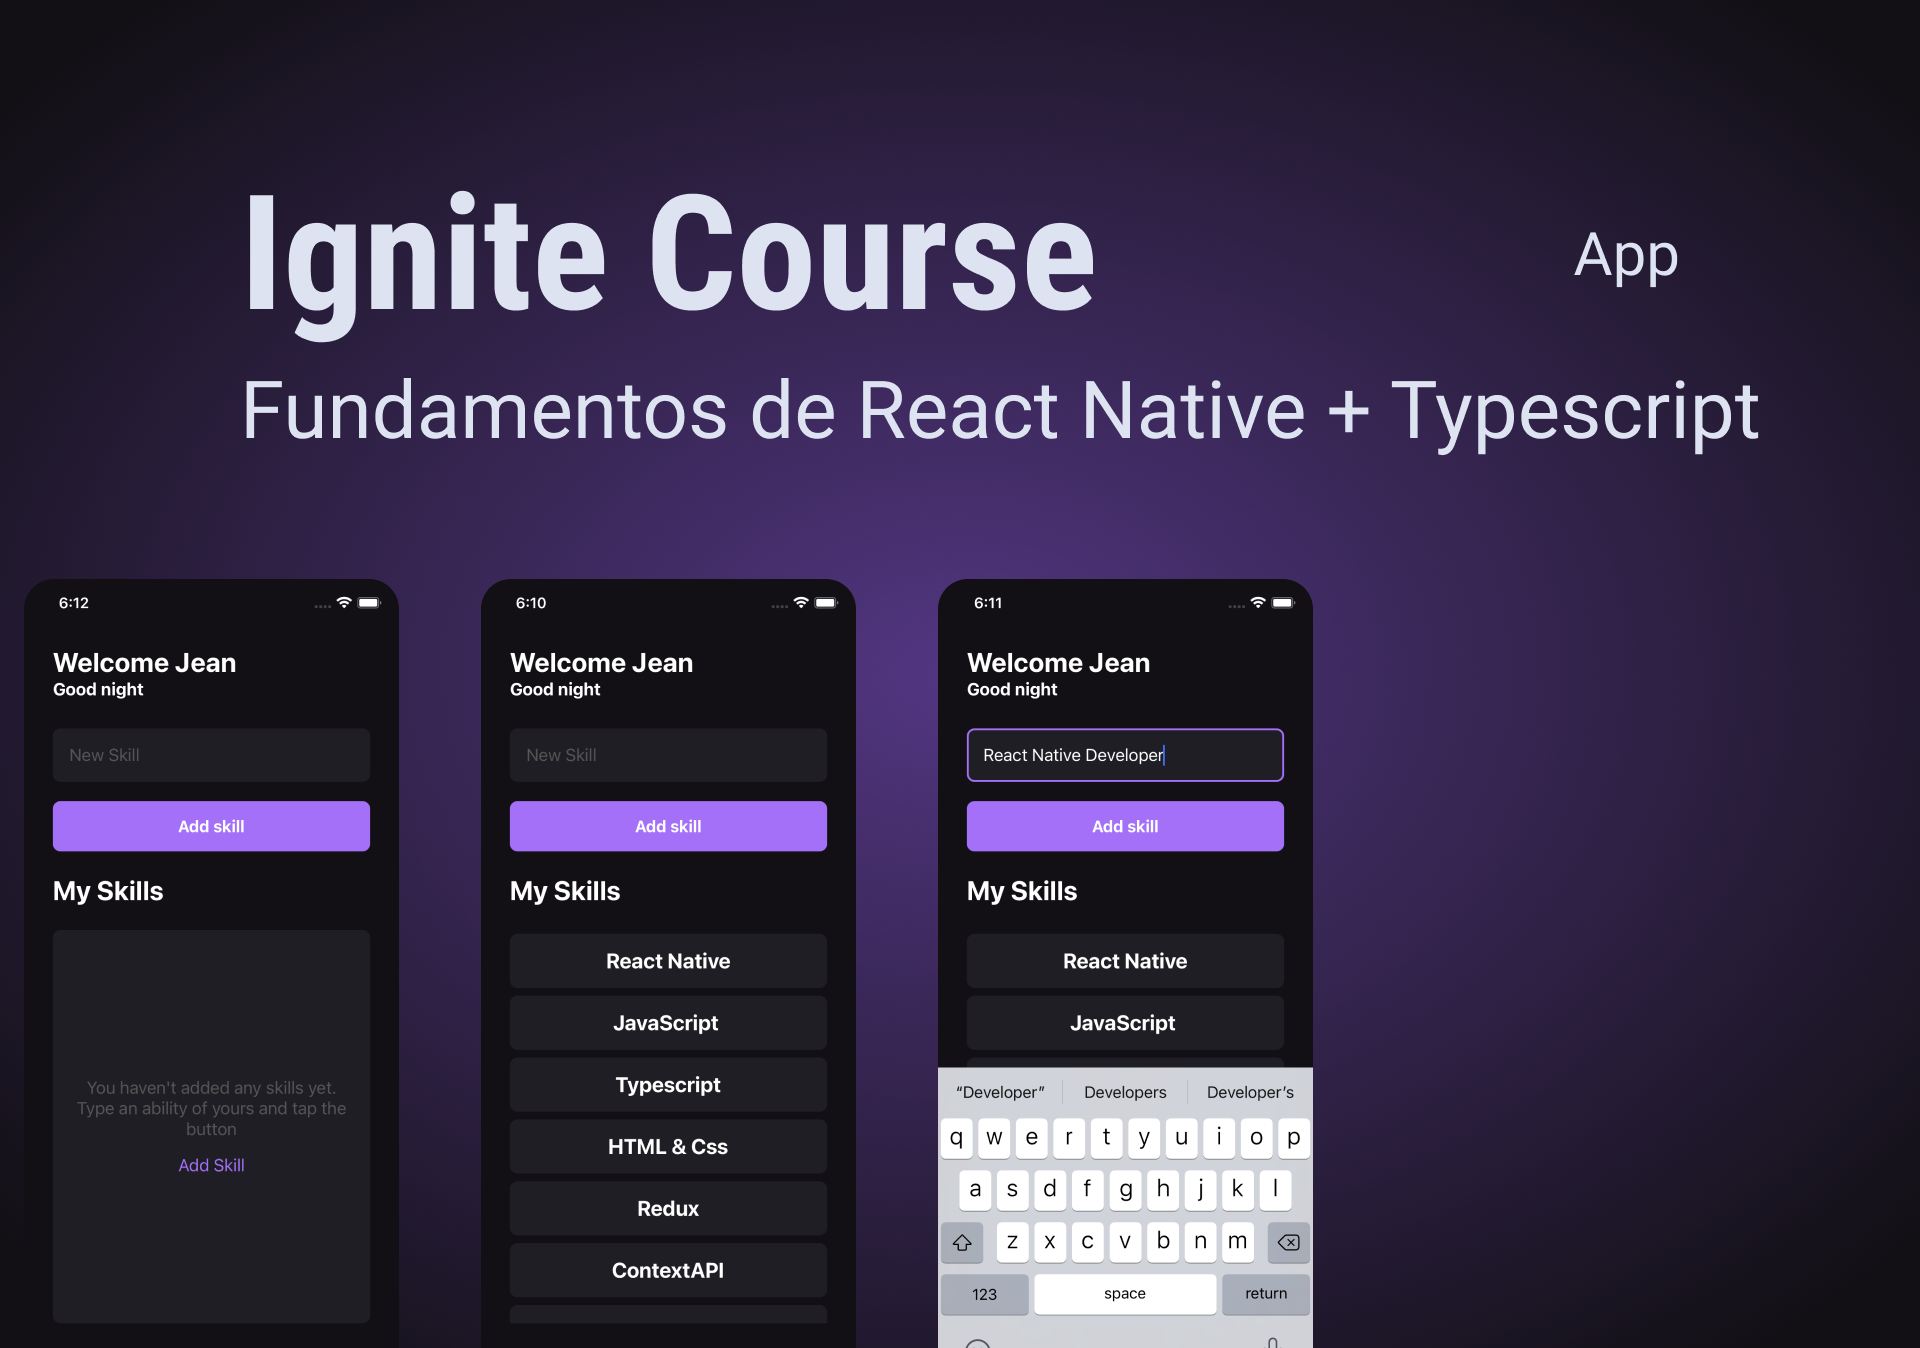 Ignite Course
App
Fundamentos de React Native + Typescript
6:12
Welcome Jean
Good night
New Skill
Add skill
My Skills
You haven't added any skills yet.
Type an ability of yours and tap the
button
Add Skill
6:10
Welcome Jean
Good night
New Skill
Add skill
My Skills
React Native
JavaScript
Typescript
HTML & Css
Redux
ContextAPI
6:11
Welcome Jean
Good night
React Native Developer
Add skill
My Skills
React Native
JavaScript
“Developer” Developers Developer’s
q w e r t y u i o p
a s d f g h j k l
z x c v b n m
123 space return